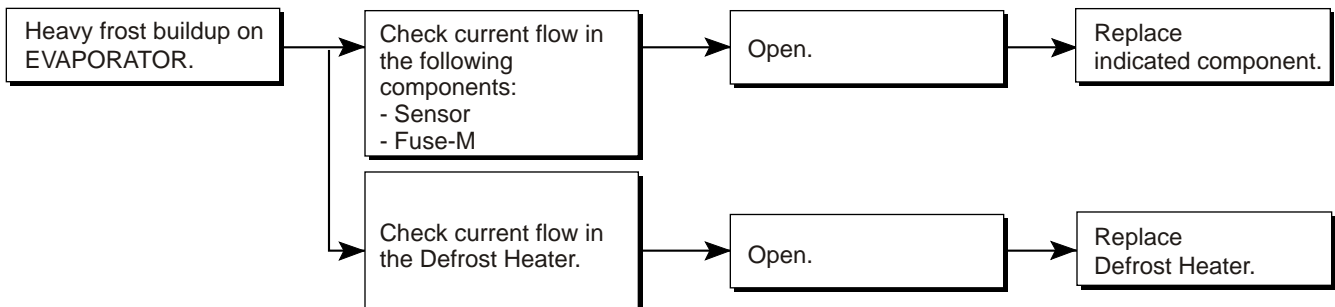 Heavy frost buildup on
EVAPORATOR.
Check current flow in
the following
components:
- Sensor
- Fuse-M
Open.
Replace
indicated component.
Check current flow in
the Defrost Heater.
Open.
Replace
Defrost Heater.